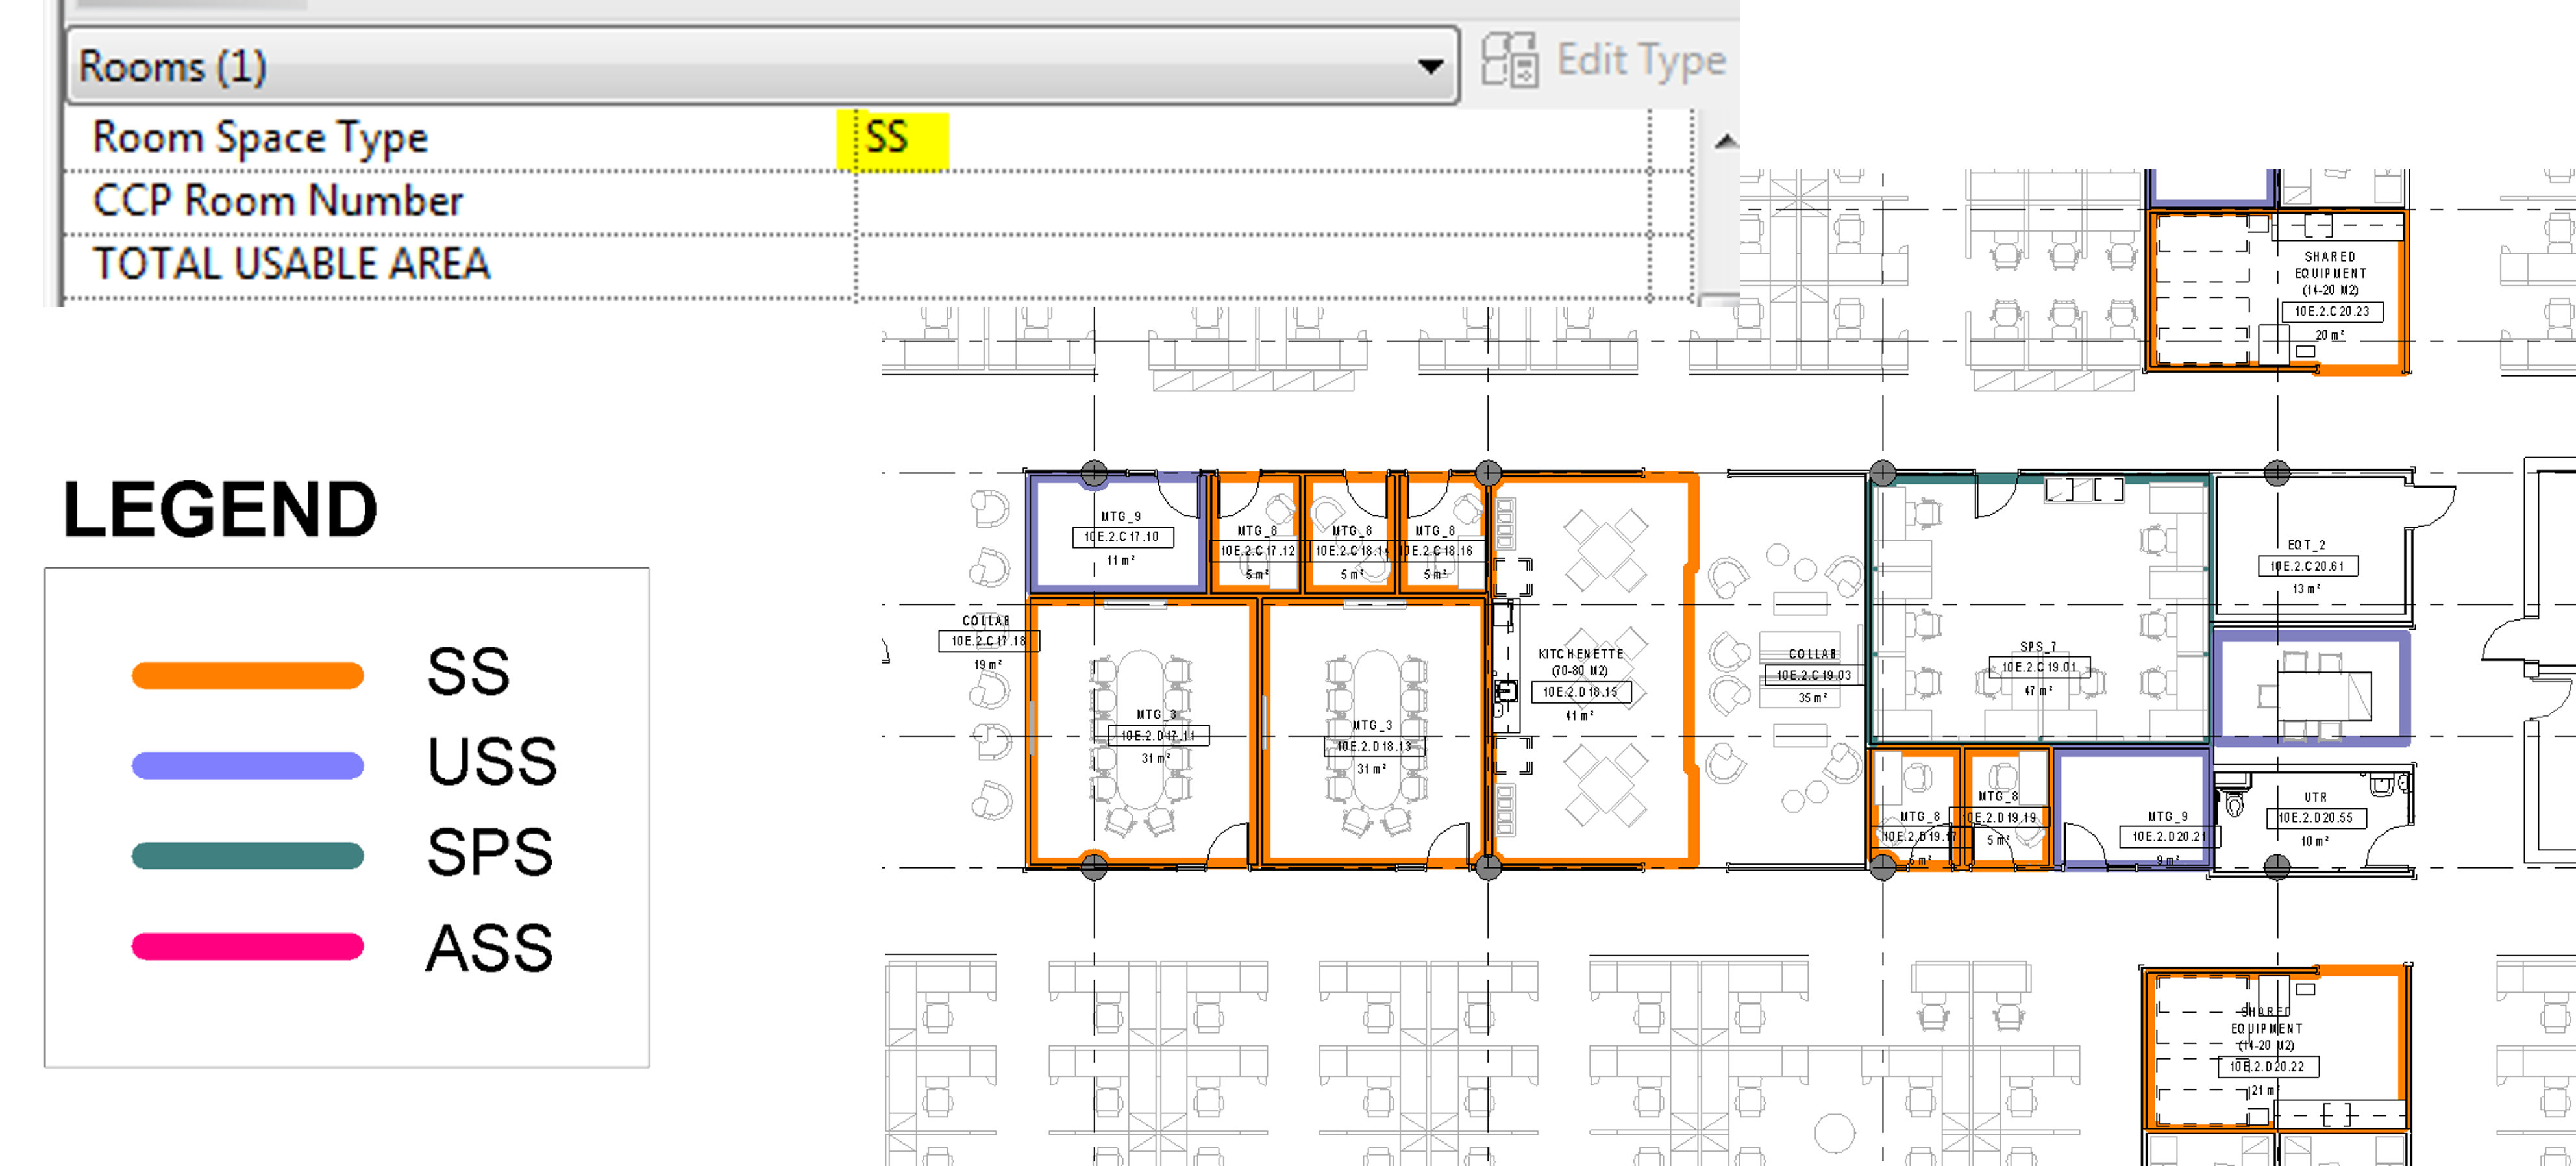 Rooms (1)
Edit Type
Room Space Type SS
CCP Room Number
TOTAL USABLE AREA
SHARED
EQUIPMENT
(14-20 M2)
10E.2.C20.23
20 m²
LEGEND
SS
USS
SPS
ASS
MTG_9
10E.2.C17.10
11 m²
MTG_8
10E.2.C17.12
5 m²
MTG_8
10E.2.C18.14
5 m²
MTG_8
10E.2.C18.16
5 m²
COLLAB
10E.2.C17.18
19 m²
MTG_3
10E.2.D17.11
31 m²
MTG_3
10E.2.D18.13
31 m²
KITCHENETTE
(70-80 M2)
10E.2.D18.15
41 m²
COLLAB
10E.2.C19.03
35 m²
SPS_7
10E.2.C19.01
47 m²
EQT_2
10E.2.C20.61
13 m²
MTG_8
10E.2.D19.17
5 m²
MTG_8
10E.2.D19.19
5 m²
MTG_9
10E.2.D20.21
9 m²
UTR
10E.2.D20.55
10 m²
SHARED
EQUIPMENT
(14-20 M2)
10E.2.D20.22
21 m²